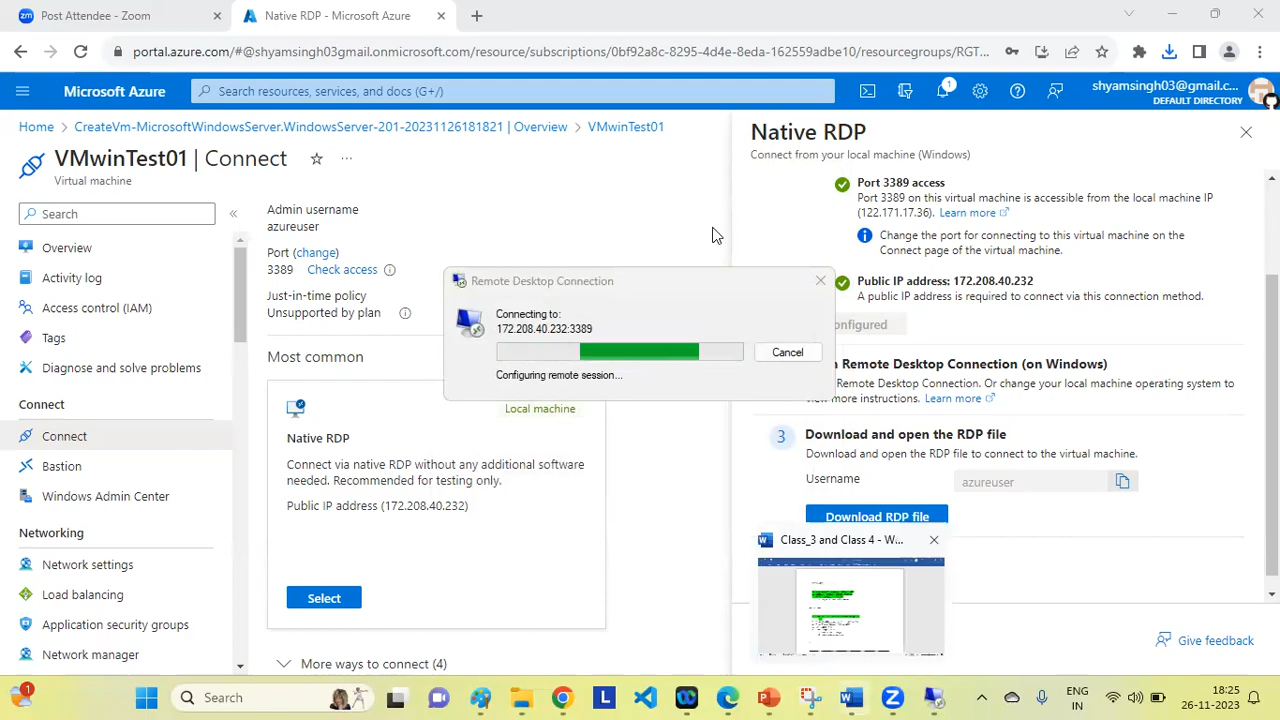 Post Attendee - Zoom
Native RDP - Microsoft Azure
portal.azure.com/#@shyamsingh03gmail.onmicrosoft.com/resource/subscriptions/0bf92a8c-8295-4d4e-8eda-162559adbe10/resourcegroups/RGT...
Microsoft Azure
Search resources, services, and docs (G+/)
1
shyamsingh03@gmail.c...
DEFAULT DIRECTORY
Home > CreateVm-MicrosoftWindowsServer.WindowsServer-201-20231126181821 | Overview > VMwinTest01
VMwinTest01 | Connect
Virtual machine
Search
Overview
Activity log
Access control (IAM)
Tags
Diagnose and solve problems
Connect
Connect
Bastion
Windows Admin Center
Networking
Network settings
Load balancing
Application security groups
Network manager
Admin username
azureuser
Port (change)
3389 Check access
Just-in-time policy
Unsupported by plan
Most common
Local machine
Native RDP
Connect via native RDP without any additional software
needed. Recommended for testing only.
Public IP address (172.208.40.232)
Select
More ways to connect (4)
Remote Desktop Connection
Connecting to:
172.208.40.232:3389
Cancel
Configuring remote session...
Native RDP
Connect from your local machine (Windows)
Port 3389 access
Port 3389 on this virtual machine is accessible from the local machine IP
(122.171.17.36). Learn more
Change the port for connecting to this virtual machine on the
Connect page of the virtual machine.
Public IP address: 172.208.40.232
A public IP address is required to connect via this connection method.
onfigured
Remote Desktop Connection (on Windows)
Remote Desktop Connection. Or change your local machine operating system to
more instructions. Learn more
3
Download and open the RDP file
Download and open the RDP file to connect to the virtual machine.
Username
azureuser
Download RDP file
Class_3 and Class 4 - W...
Give feedback
1
Search
ENG
IN
18:25
26-11-2023